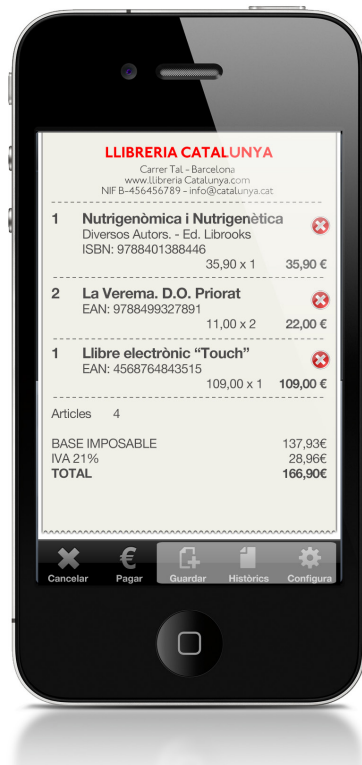 LLIBRERIA CATALUNYA
Carrer Tal - Barcelona
www.llibreria Catalunya.com
NIF B-456456789 - info@catalunya.cat
1 Nutrigenòmica i Nutrigenètica
Diversos Autors. - Ed. Librooks
ISBN: 9788401388446
35,90 x 1 35,90 €
2 La Verema. D.O. Priorat
EAN: 9788499327891
11,00 x 2 22,00 €
1 Llibre electrònic “Touch”
EAN: 4568764843515
109,00 x 1 109,00 €
Articles 4
BASE IMPOSABLE 137,93€
IVA 21% 28,96€
TOTAL 166,90€
Cancelar Pagar Guardar Històrics Configura